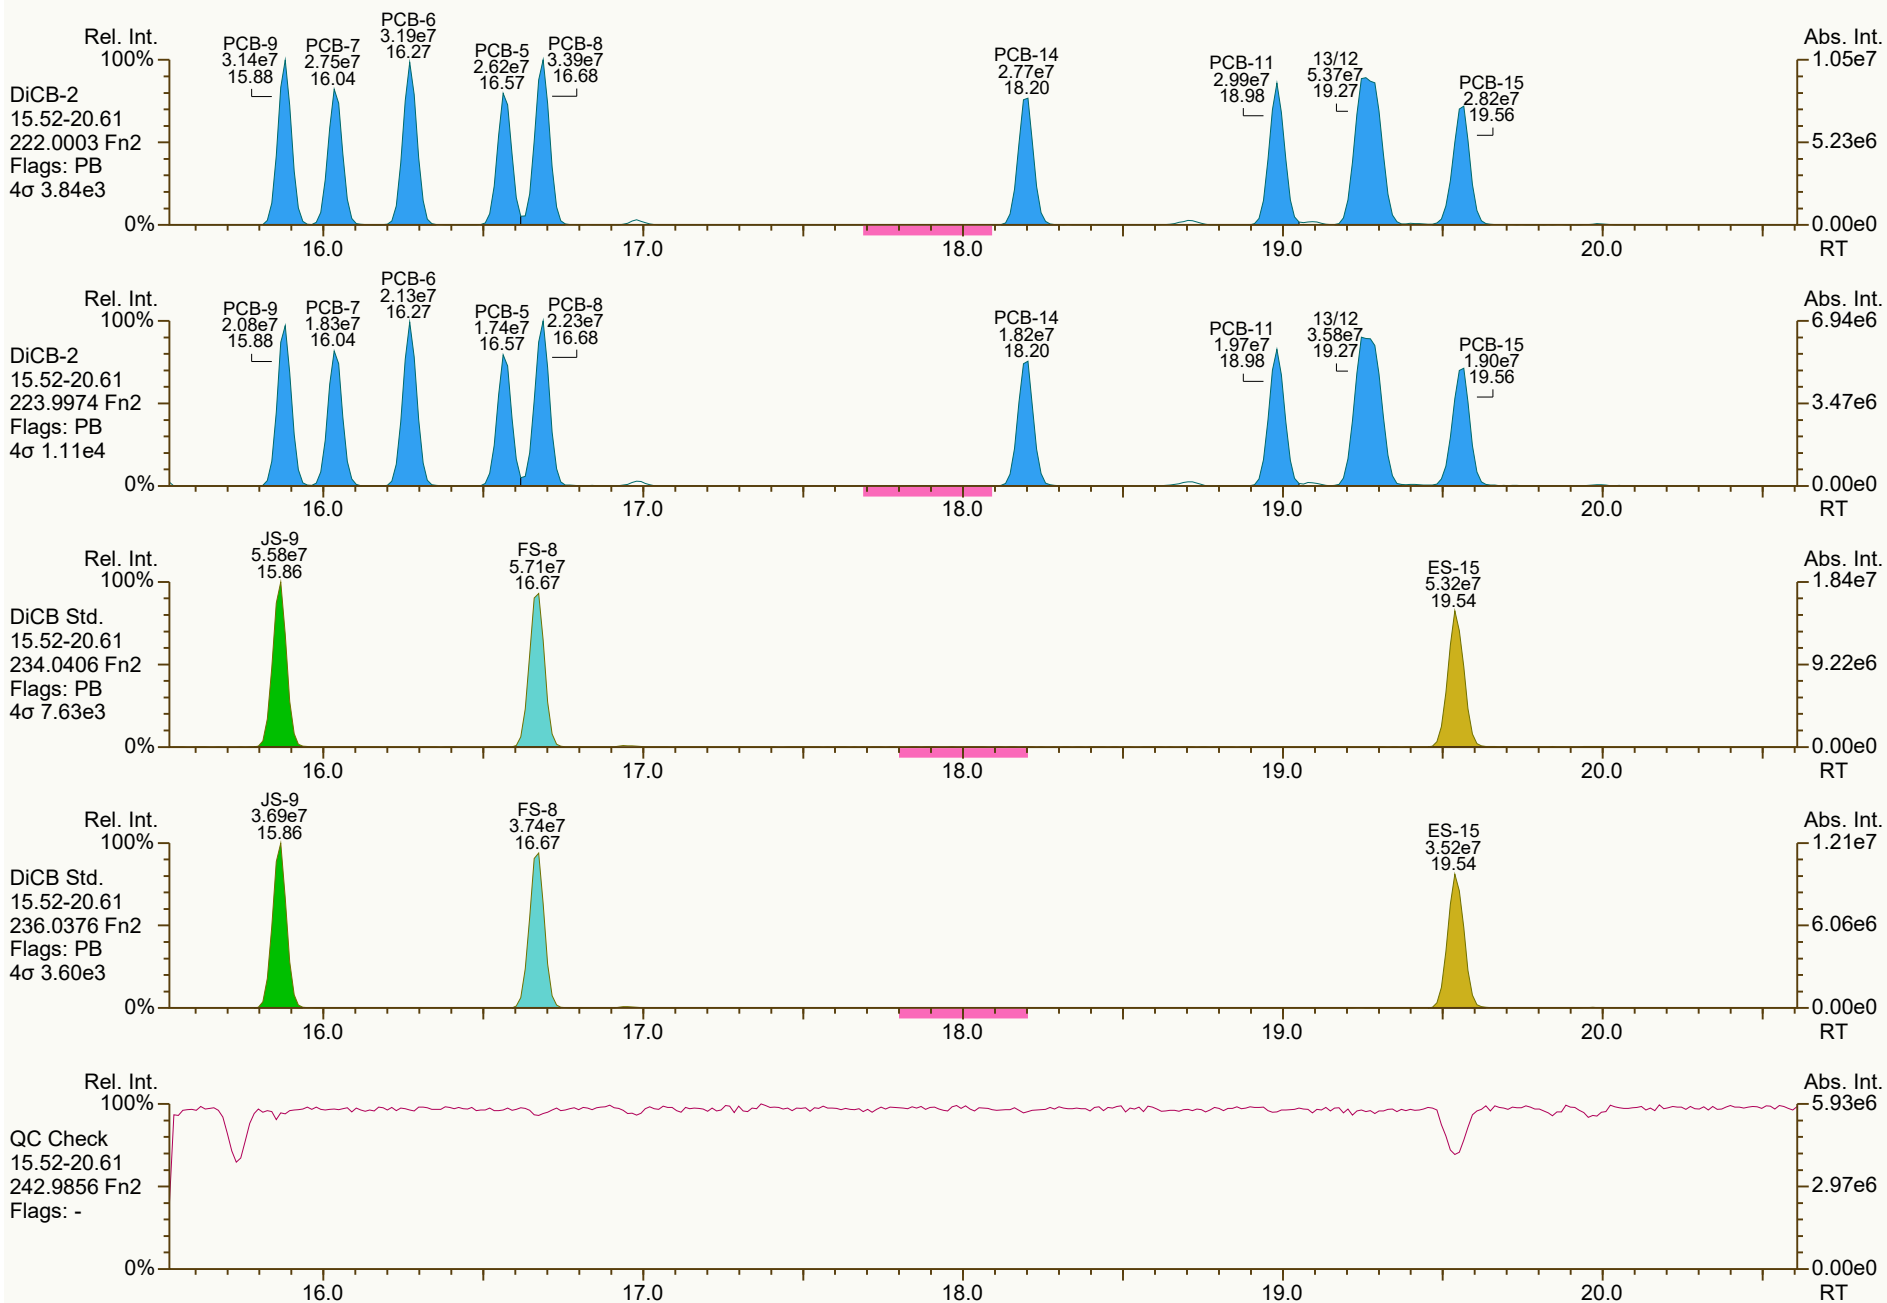 Rel. Int.
Abs. Int.
100%
0%
DiCB-2
15.52-20.61
222.0003 Fn2
Flags: PB
4σ 3.84e3
PCB-9
3.14e7
15.88
PCB-7
2.75e7
16.04
PCB-6
3.19e7
16.27
PCB-5
2.62e7
16.57
PCB-8
3.39e7
16.68
PCB-14
2.77e7
18.20
PCB-11
2.99e7
18.98
13/12
5.37e7
19.27
PCB-15
2.82e7
19.56
1.05e7
5.23e6
0.00e0
16.0 17.0 18.0 19.0 20.0 RT
Rel. Int.
Abs. Int.
100%
0%
DiCB-2
15.52-20.61
223.9974 Fn2
Flags: PB
4σ 1.11e4
PCB-9
2.08e7
15.88
PCB-7
1.83e7
16.04
PCB-6
2.13e7
16.27
PCB-5
1.74e7
16.57
PCB-8
2.23e7
16.68
PCB-14
1.82e7
18.20
PCB-11
1.97e7
18.98
13/12
3.58e7
19.27
PCB-15
1.90e7
19.56
6.94e6
3.47e6
0.00e0
16.0 17.0 18.0 19.0 20.0 RT
Rel. Int.
Abs. Int.
100%
0%
DiCB Std.
15.52-20.61
234.0406 Fn2
Flags: PB
4σ 7.63e3
JS-9
5.58e7
15.86
FS-8
5.71e7
16.67
ES-15
5.32e7
19.54
1.84e7
9.22e6
0.00e0
16.0 17.0 18.0 19.0 20.0 RT
Rel. Int.
Abs. Int.
100%
0%
DiCB Std.
15.52-20.61
236.0376 Fn2
Flags: PB
4σ 3.60e3
JS-9
3.69e7
15.86
FS-8
3.74e7
16.67
ES-15
3.52e7
19.54
1.21e7
6.06e6
0.00e0
16.0 17.0 18.0 19.0 20.0 RT
Rel. Int.
Abs. Int.
100%
0%
QC Check
15.52-20.61
242.9856 Fn2
Flags: -
5.93e6
2.97e6
0.00e0
16.0 17.0 18.0 19.0 20.0 RT